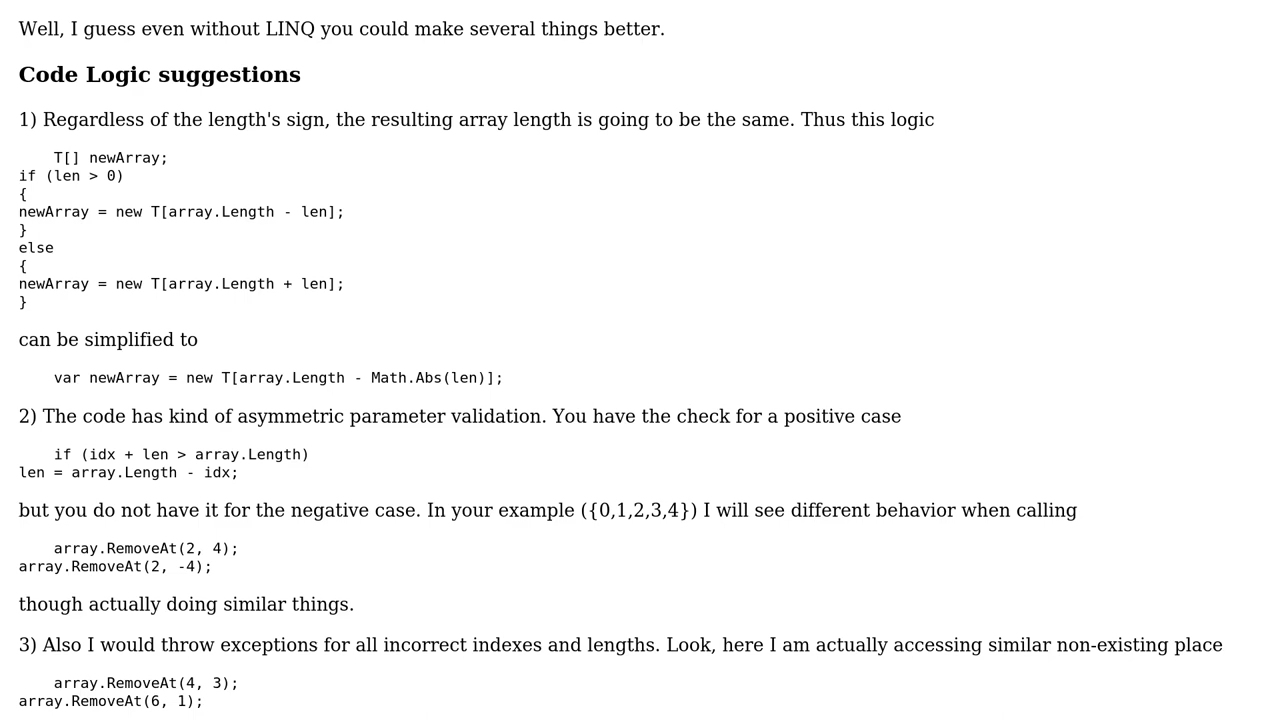 Well, I guess even without LINQ you could make several things better.
Code Logic suggestions
1) Regardless of the length's sign, the resulting array length is going to be the same. Thus this logic
T[] newArray;
if (len > 0)
{
newArray = new T[array.Length - len];
}
else
{
newArray = new T[array.Length + len];
}
can be simplified to
var newArray = new T[array.Length - Math.Abs(len)];
2) The code has kind of asymmetric parameter validation. You have the check for a positive case
if (idx + len > array.Length)
len = array.Length - idx;
but you do not have it for the negative case. In your example ({0,1,2,3,4}) I will see different behavior when calling
array.RemoveAt(2, 4);
array.RemoveAt(2, -4);
though actually doing similar things.
3) Also I would throw exceptions for all incorrect indexes and lengths. Look, here I am actually accessing similar non-existing place
array.RemoveAt(4, 3);
array.RemoveAt(6, 1);